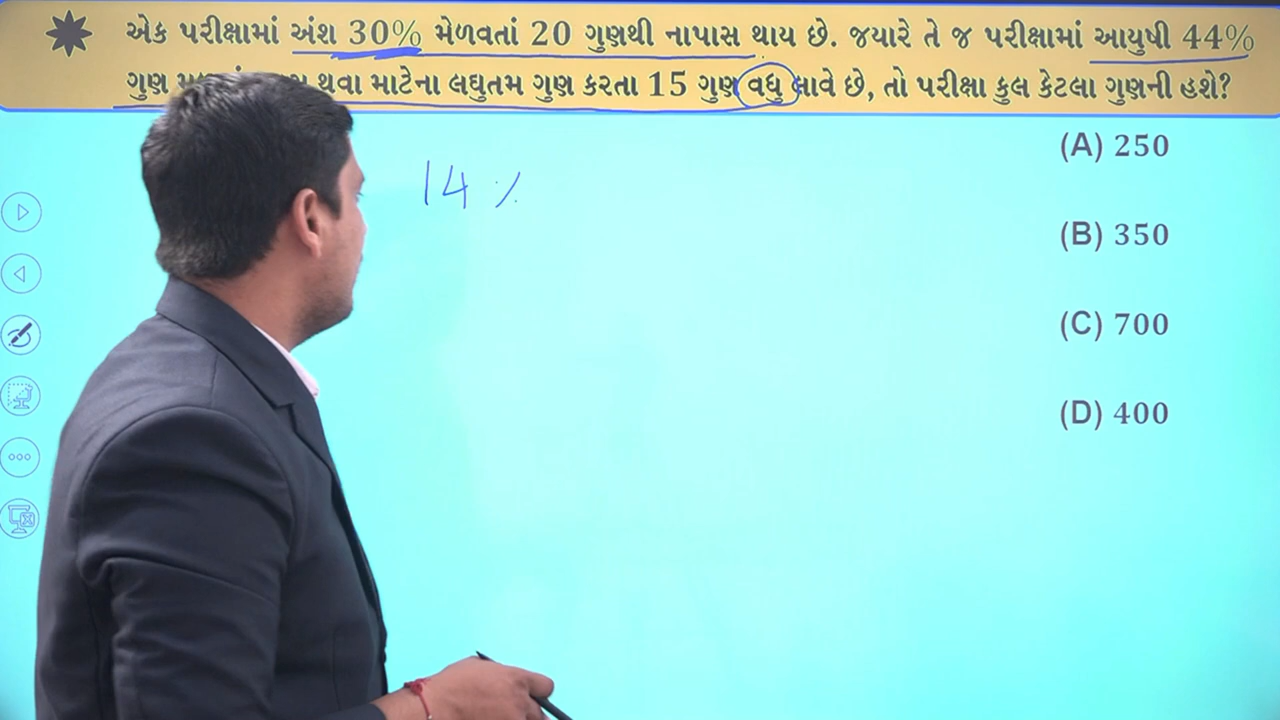 એક પરીક્ષામાં અંશ 30% મેળવતાં 20 ગુણથી નાપાસ થાય છે. જયારે તે જ પરીક્ષામાં આયુષી 44%
ગુણ થવા માટેના લઘુતમ ગુણ કરતા 15 ગુણ વધુ લાવે છે, તો પરીક્ષા કુલ કેટલા ગુણની હશે?
14 %
(A) 250
(B) 350
(C) 700
(D) 400